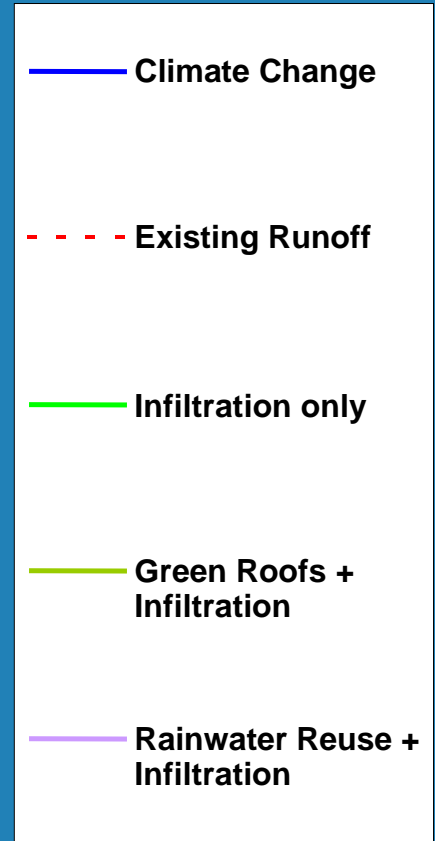 Climate Change
Existing Runoff
Infiltration only
Green Roofs +
Infiltration
Rainwater Reuse +
Infiltration